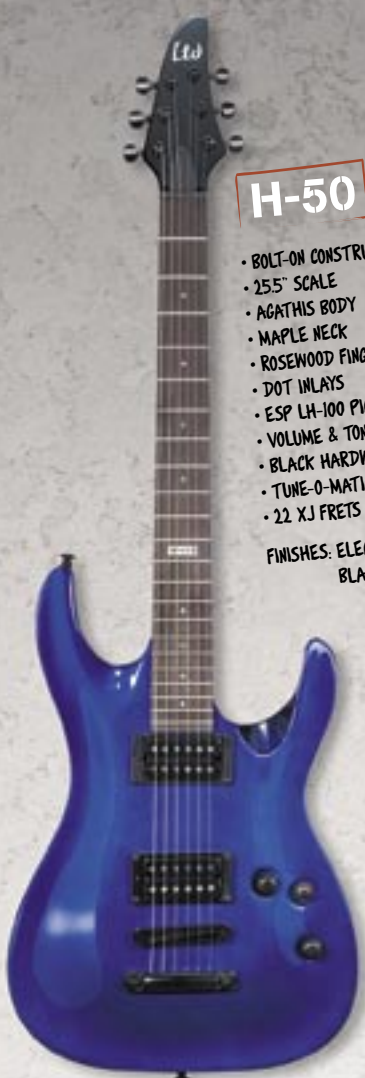 Ltd
H-50
• BOLT-ON CONSTRU
• 25.5" SCALE
• AGATHIS BODY
• MAPLE NECK
• ROSEWOOD FING
• DOT INLAYS
• ESP LH-100 PI
• VOLUME & TON
• BLACK HARDW
• TUNE-O-MATI
• 22 XJ FRETS
FINISHES: ELEC
BLA